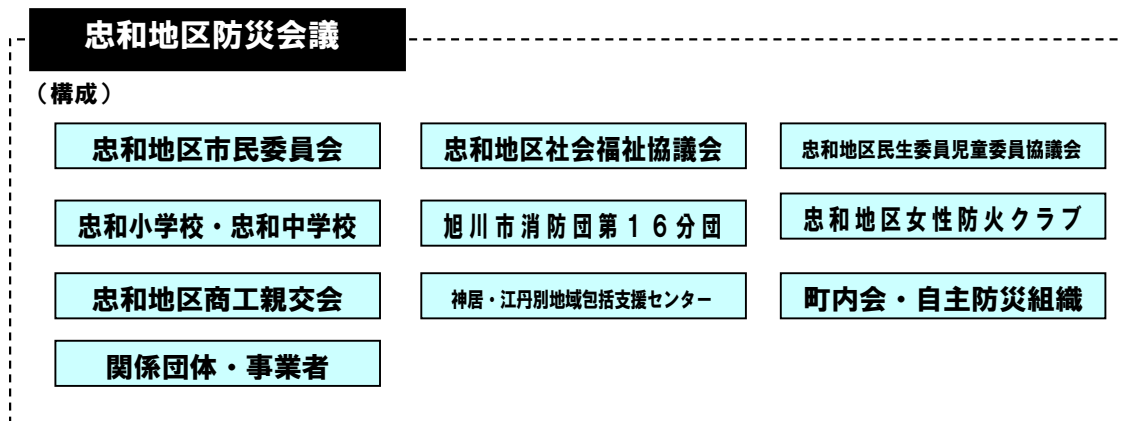 忠和地区防災会議
（構成）
忠和地区市民委員会
忠和地区社会福祉協議会
忠和地区民生委員児童委員協議会
忠和小学校・忠和中学校
旭川市消防団第１６分団
忠和地区女性防火クラブ
忠和地区商工親交会
神居・江丹別地域包括支援センター
町内会・自主防災組織
関係団体・事業者